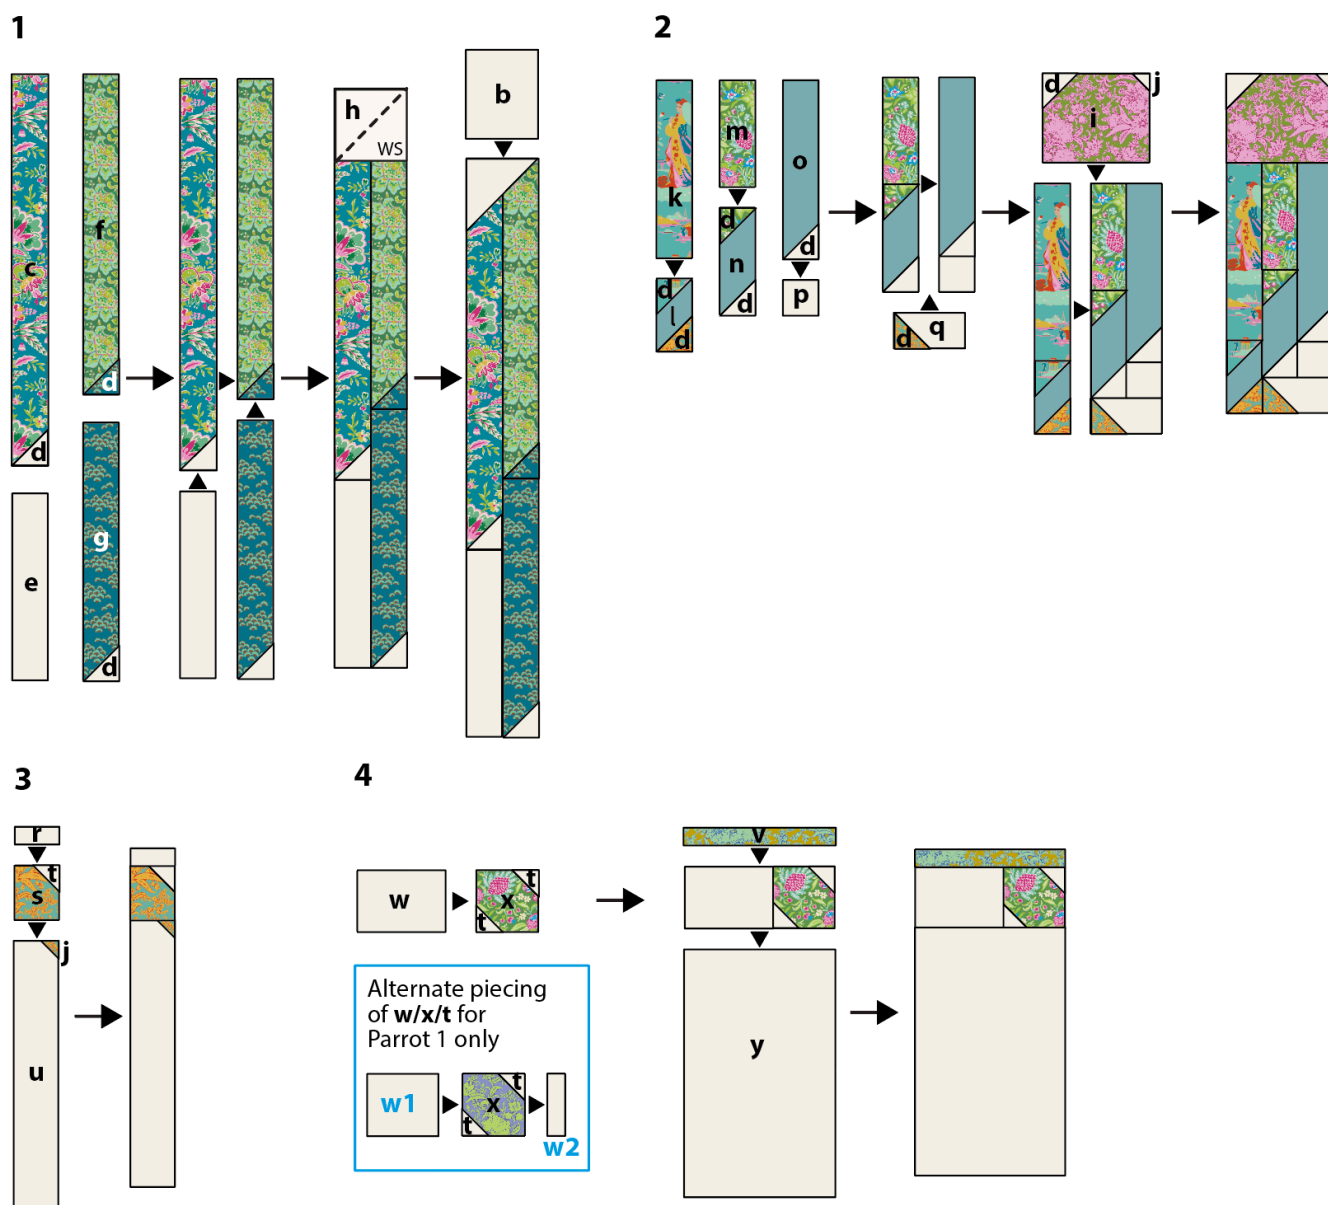 1
c
d
e
f
d
g
d
h
WS
b
2
k
d
l
d
m
d
n
d
o
d
p
d
q
d
i
j
3
r
t
s
j
u
4
w
t
x
t
v
y
Alternate piecing
of w/x/t for
Parrot 1 only
w1
t
x
t
w2